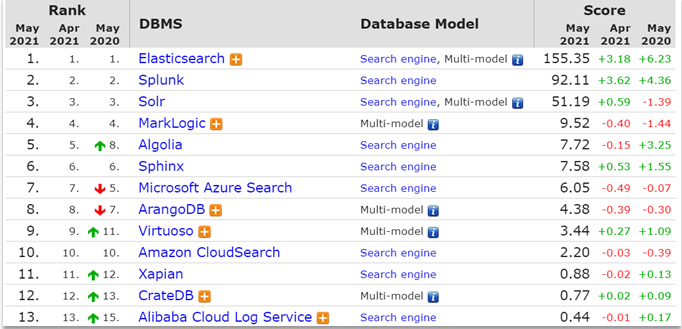 Rank Score
May Apr May DBMS Database Model May Apr May
2021 2021 2020 2021 2021 2020
1. 1. 1. Elasticsearch Search engine, Multi-model i 155.35 +3.18 +6.23
2. 2. 2. Splunk Search engine 92.11 +3.62 +4.36
3. 3. 3. Solr Search engine, Multi-model i 51.19 +0.59 -1.39
4. 4. 4. MarkLogic Multi-model i 9.52 -0.40 -1.44
5. 5. 8. Algolia Search engine 7.72 -0.15 +3.25
6. 6. 6. Sphinx Search engine 7.58 +0.53 +1.55
7. 7. 5. Microsoft Azure Search Search engine 6.05 -0.49 -0.07
8. 8. 7. ArangoDB Multi-model i 4.38 -0.39 -0.30
9. 9. 11. Virtuoso Multi-model i 3.44 +0.27 +1.09
10. 10. 10. Amazon CloudSearch Search engine 2.20 -0.03 -0.39
11. 11. 12. Xapian Search engine 0.88 -0.02 +0.13
12. 12. 13. CrateDB Multi-model i 0.77 +0.02 +0.09
13. 13. 15. Alibaba Cloud Log Service Search engine 0.44 -0.01 +0.17